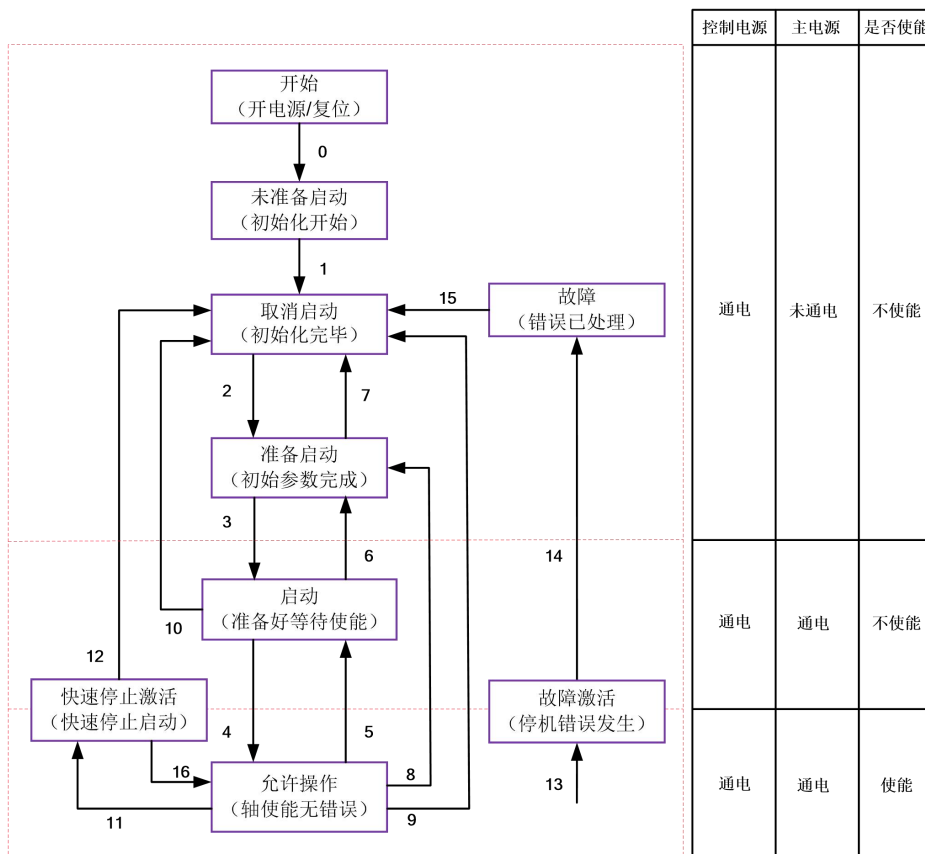 控制电源
主电源
是否使能
开始
（开电源/复位）
0
未准备启动
（初始化开始）
1
取消启动
（初始化完毕）
15
故障
（错误已处理）
通电
未通电
不使能
2
7
准备启动
（初始参数完成）
3
6
14
启动
（准备好等待使能）
10
通电
通电
不使能
12
快速停止激活
（快速停止启动）
4
5
故障激活
（停机错误发生）
16
允许操作
（轴使能无错误）
8
13
11
9
通电
通电
使能